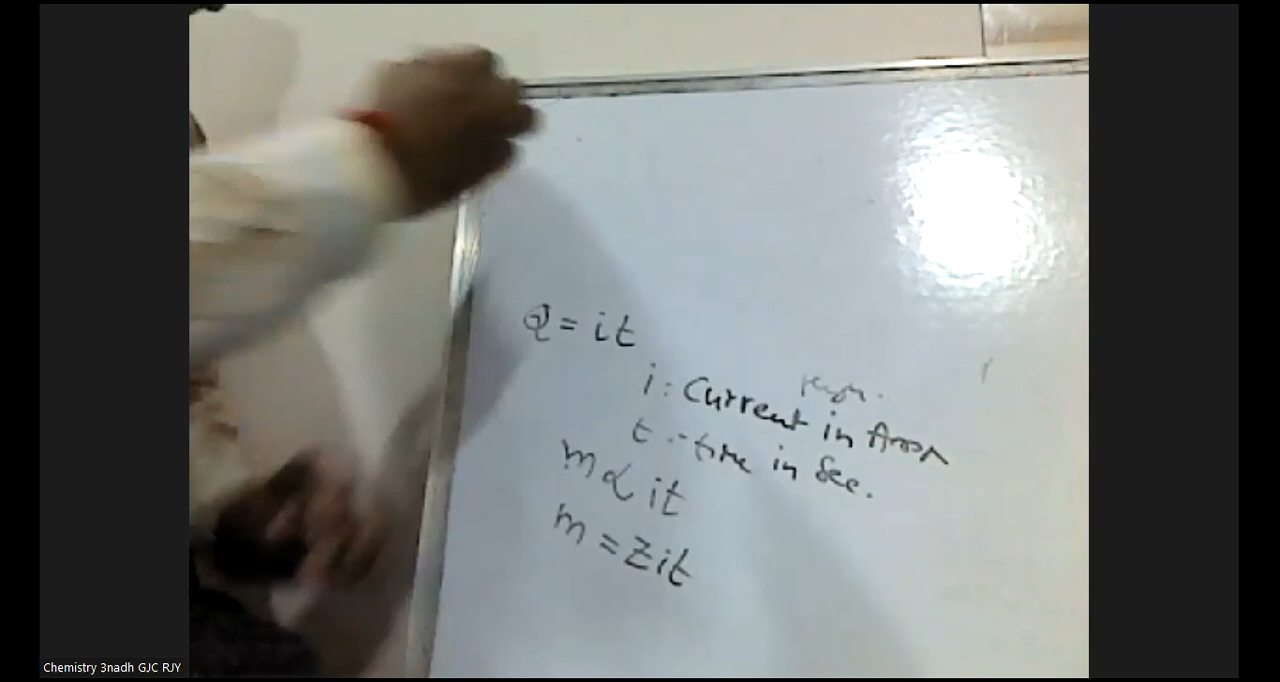 Q = it
i : Current in Amp
t :- time in Sec.
m ∝ it
m = Zit
Chemistry 3nadh GJC RJY